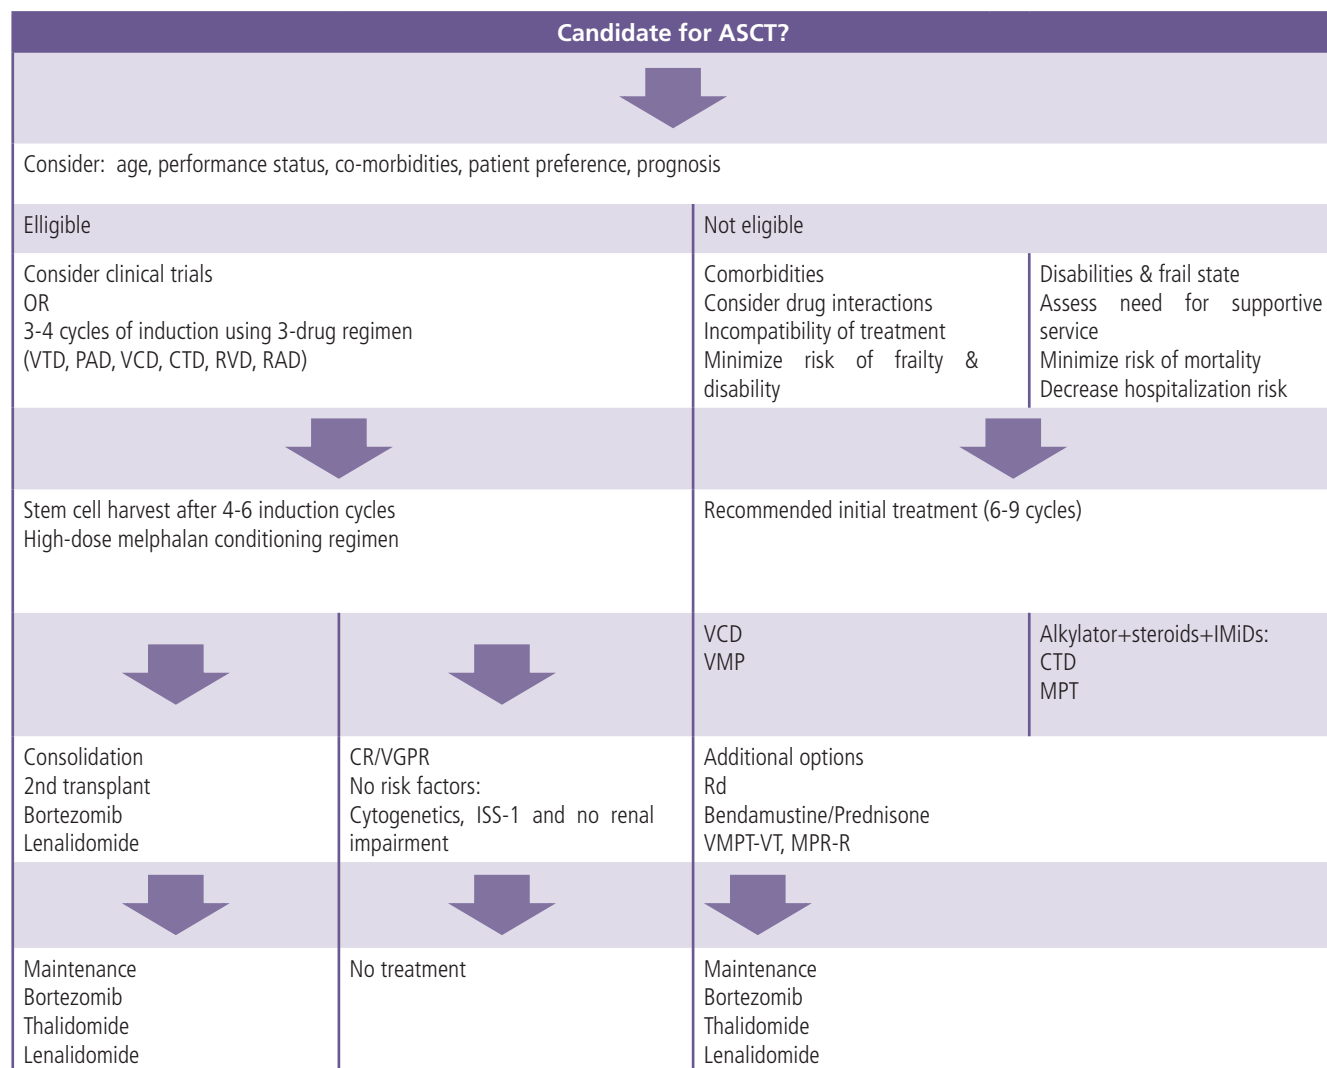 Candidate for ASCT?
Consider: age, performance status, co-morbidities, patient preference, prognosis
Elligible
Not eligible
Consider clinical trials
OR
3-4 cycles of induction using 3-drug regimen
(VTD, PAD, VCD, CTD, RVD, RAD)
Comorbidities
Consider drug interactions
Incompatibility of treatment
Minimize risk of frailty &
disability
Disabilities & frail state
Assess need for supportive
service
Minimize risk of mortality
Decrease hospitalization risk
Stem cell harvest after 4-6 induction cycles
High-dose melphalan conditioning regimen
Recommended initial treatment (6-9 cycles)
VCD
VMP
Alkylator+steroids+IMiDs:
CTD
MPT
Consolidation
2nd transplant
Bortezomib
Lenalidomide
CR/VGPR
No risk factors:
Cytogenetics, ISS-1 and no renal
impairment
Additional options
Rd
Bendamustine/Prednisone
VMPT-VT, MPR-R
Maintenance
Bortezomib
Thalidomide
Lenalidomide
No treatment
Maintenance
Bortezomib
Thalidomide
Lenalidomide